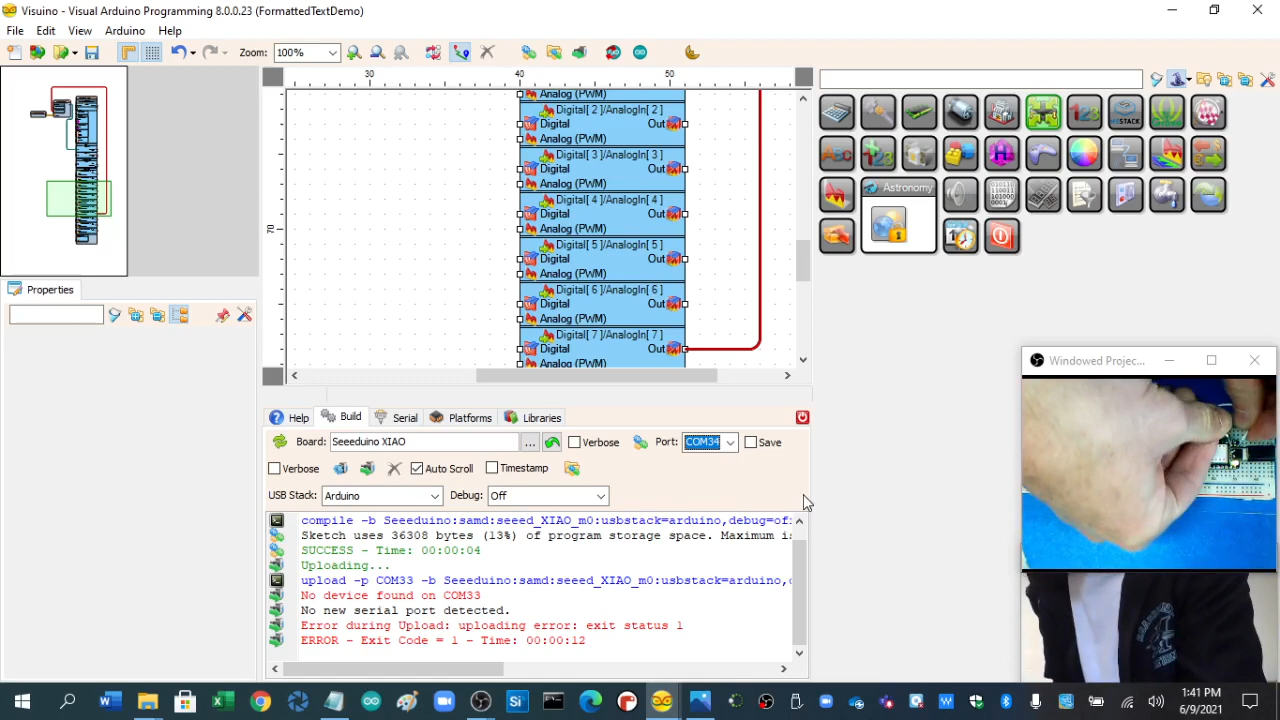 Visuino - Visual Arduino Programming 8.0.0.23 (FormattedTextDemo)
File Edit View Arduino Help
Zoom: 100%
30 40 50
70
Analog (PWM)
Digital[ 2 ]/AnalogIn[ 2 ]
Digital Out
Analog (PWM)
Digital[ 3 ]/AnalogIn[ 3 ]
Digital Out
Analog (PWM)
Digital[ 4 ]/AnalogIn[ 4 ]
Digital Out
Analog (PWM)
Digital[ 5 ]/AnalogIn[ 5 ]
Digital Out
Analog (PWM)
Digital[ 6 ]/AnalogIn[ 6 ]
Digital Out
Analog (PWM)
Digital[ 7 ]/AnalogIn[ 7 ]
Digital Out
Analog (PWM)
Properties
Astronomy
Windowed Projec...
Help Build Serial Platforms Libraries
Board: Seeeduino XIAO ... Verbose Port: COM34 Save
Verbose Auto Scroll Timestamp
USB Stack: Arduino Debug: Off
compile -b Seeeduino:samd:seeed_XIAO_m0:usbstack=arduino,debug=of
Sketch uses 36308 bytes (13%) of program storage space. Maximum is
SUCCESS - Time: 00:00:04
Uploading...
upload -p COM33 -b Seeeduino:samd:seeed_XIAO_m0:usbstack=arduino,
No device found on COM33
No new serial port detected.
Error during Upload: uploading error: exit status 1
ERROR - Exit Code = 1 - Time: 00:00:12
1:41 PM
6/9/2021